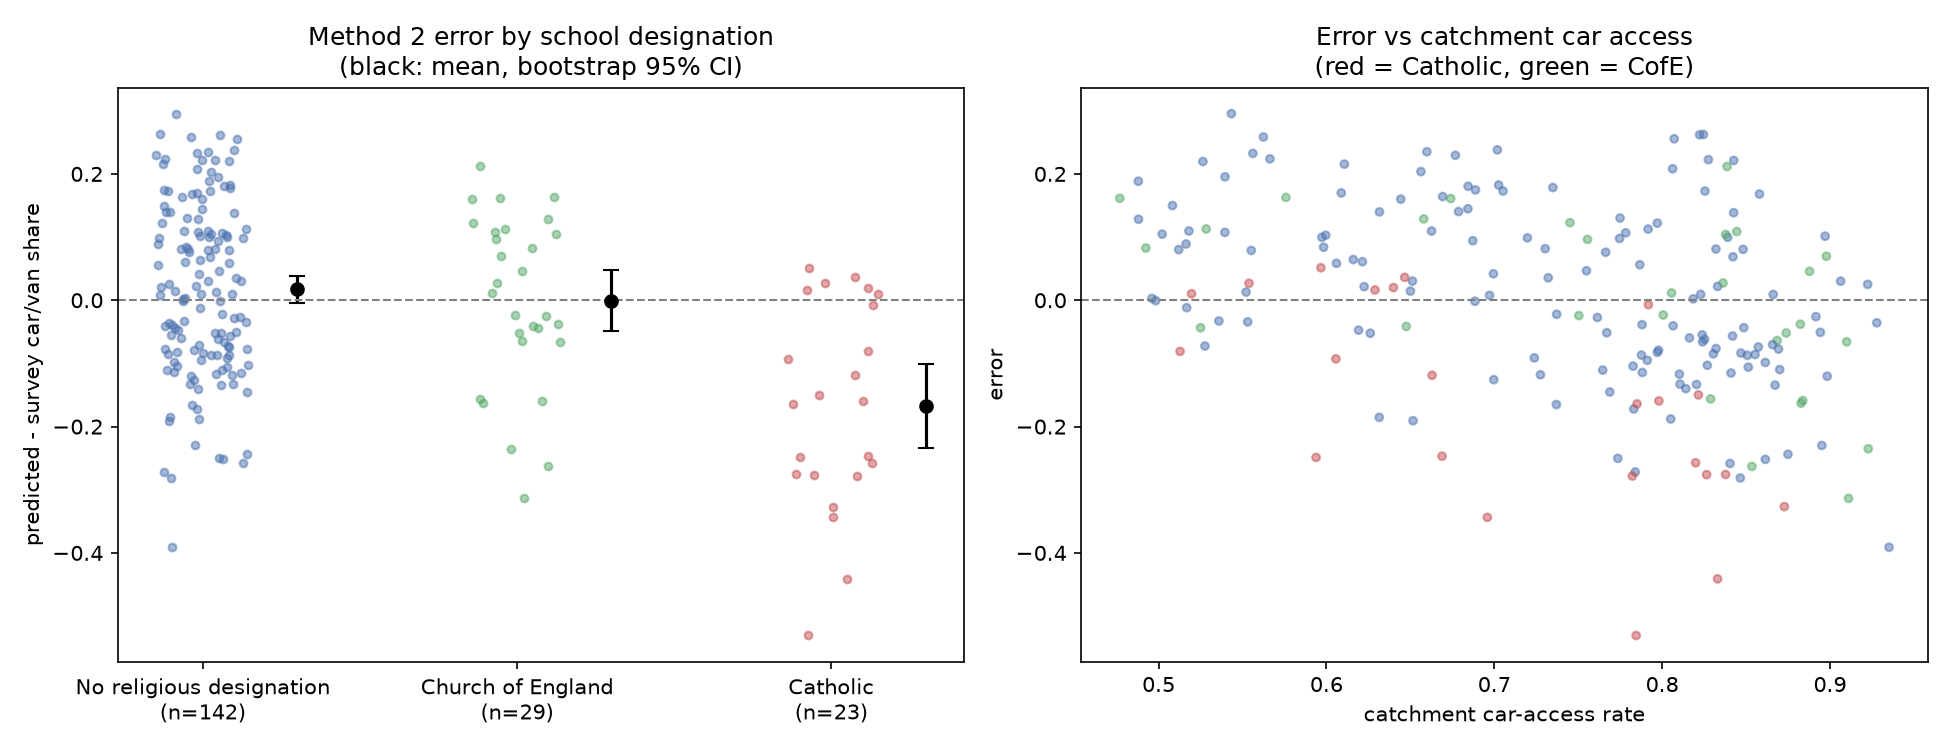 Method 2 error by school designation
(black: mean, bootstrap 95% CI)
predicted - survey car/van share
0.2
0.0
−0.2
−0.4
No religious designation
(n=142)
Church of England
(n=29)
Catholic
(n=23)
Error vs catchment car access
(red = Catholic, green = CofE)
error
0.2
0.0
−0.2
−0.4
0.5
0.6
0.7
0.8
0.9
catchment car-access rate